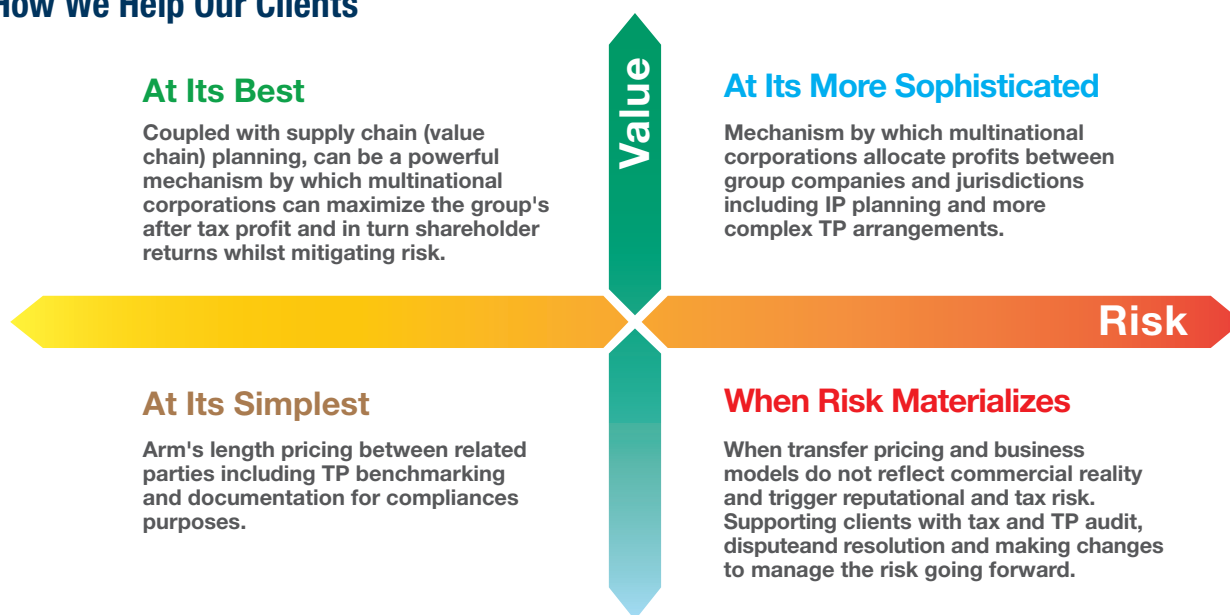 How We Help Our Clients
At Its Best
Coupled with supply chain (value
chain) planning, can be a powerful
mechanism by which multinational
corporations can maximize the group's
after tax profit and in turn shareholder
returns whilst mitigating risk.
Value
At Its More Sophisticated
Mechanism by which multinational
corporations allocate profits between
group companies and jurisdictions
including IP planning and more
complex TP arrangements.
Risk
At Its Simplest
Arm's length pricing between related
parties including TP benchmarking
and documentation for compliances
purposes.
When Risk Materializes
When transfer pricing and business
models do not reflect commercial reality
and trigger reputational and tax risk.
Supporting clients with tax and TP audit,
disputeand resolution and making changes
to manage the risk going forward.